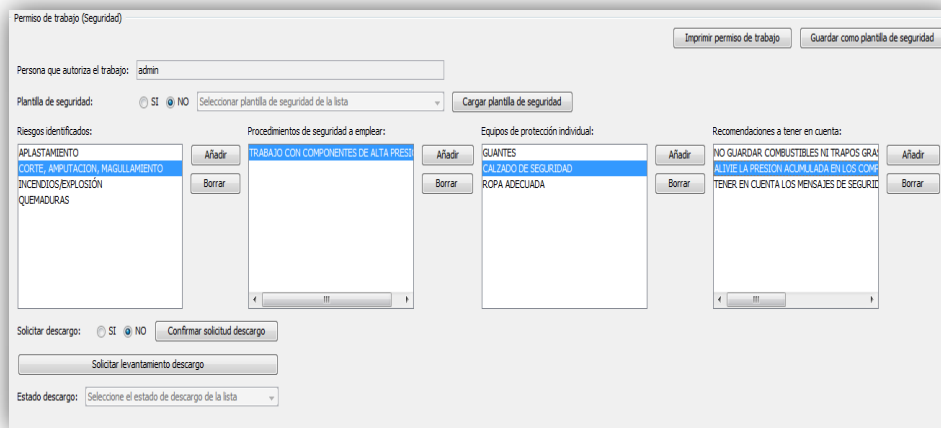 Permiso de trabajo (Seguridad)
Imprimir permiso de trabajo Guardar como plantilla de seguridad
Persona que autoriza el trabajo: admin
Plantilla de seguridad: SI NO Seleccionar plantilla de seguridad de la lista Cargar plantilla de seguridad
Riesgos identificados: Procedimientos de seguridad a emplear: Equipos de protección individual: Recomendaciones a tener en cuenta:
APLASTAMIENTO
CORTE, AMPUTACION, MAGULLAMIENTO
INCENDIOS/EXPLOSIÓN
QUEMADURAS
Añadir
Borrar
TRABAJO CON COMPONENTES DE ALTA PRESI
Añadir
Borrar
GUANTES
CALZADO DE SEGURIDAD
ROPA ADECUADA
Añadir
Borrar
NO GUARDAR COMBUSTIBLES NI TRAPOS GRAS
ALIVIE LA PRESION ACUMULADA EN LOS COMP
TENER EN CUENTA LOS MENSAJES DE SEGURID
Añadir
Borrar
Solicitar descargo: SI NO Confirmar solicitud descargo
Solicitar levantamiento descargo
Estado descargo: Seleccione el estado de descargo de la lista